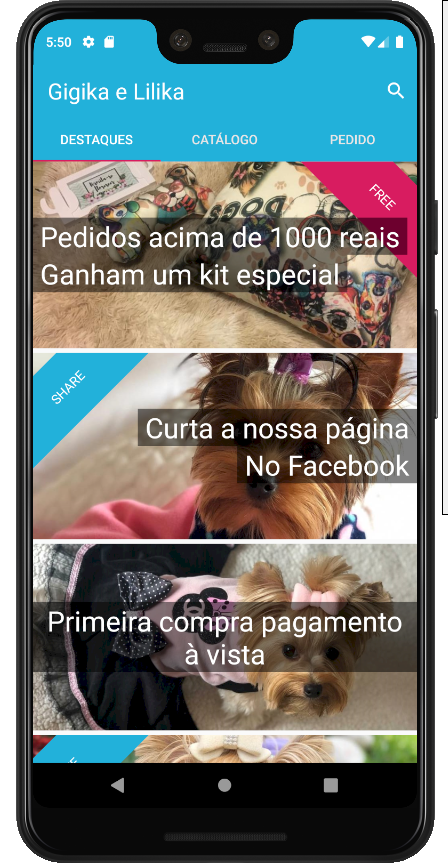 5:50
Gigika e Lilika
DESTAQUES CATÁLOGO PEDIDO
FREE
DOGS
Pedidos acima de 1000 reais
Ganham um kit especial
SHARE
Curta a nossa página
No Facebook
Primeira compra pagamento
à vista